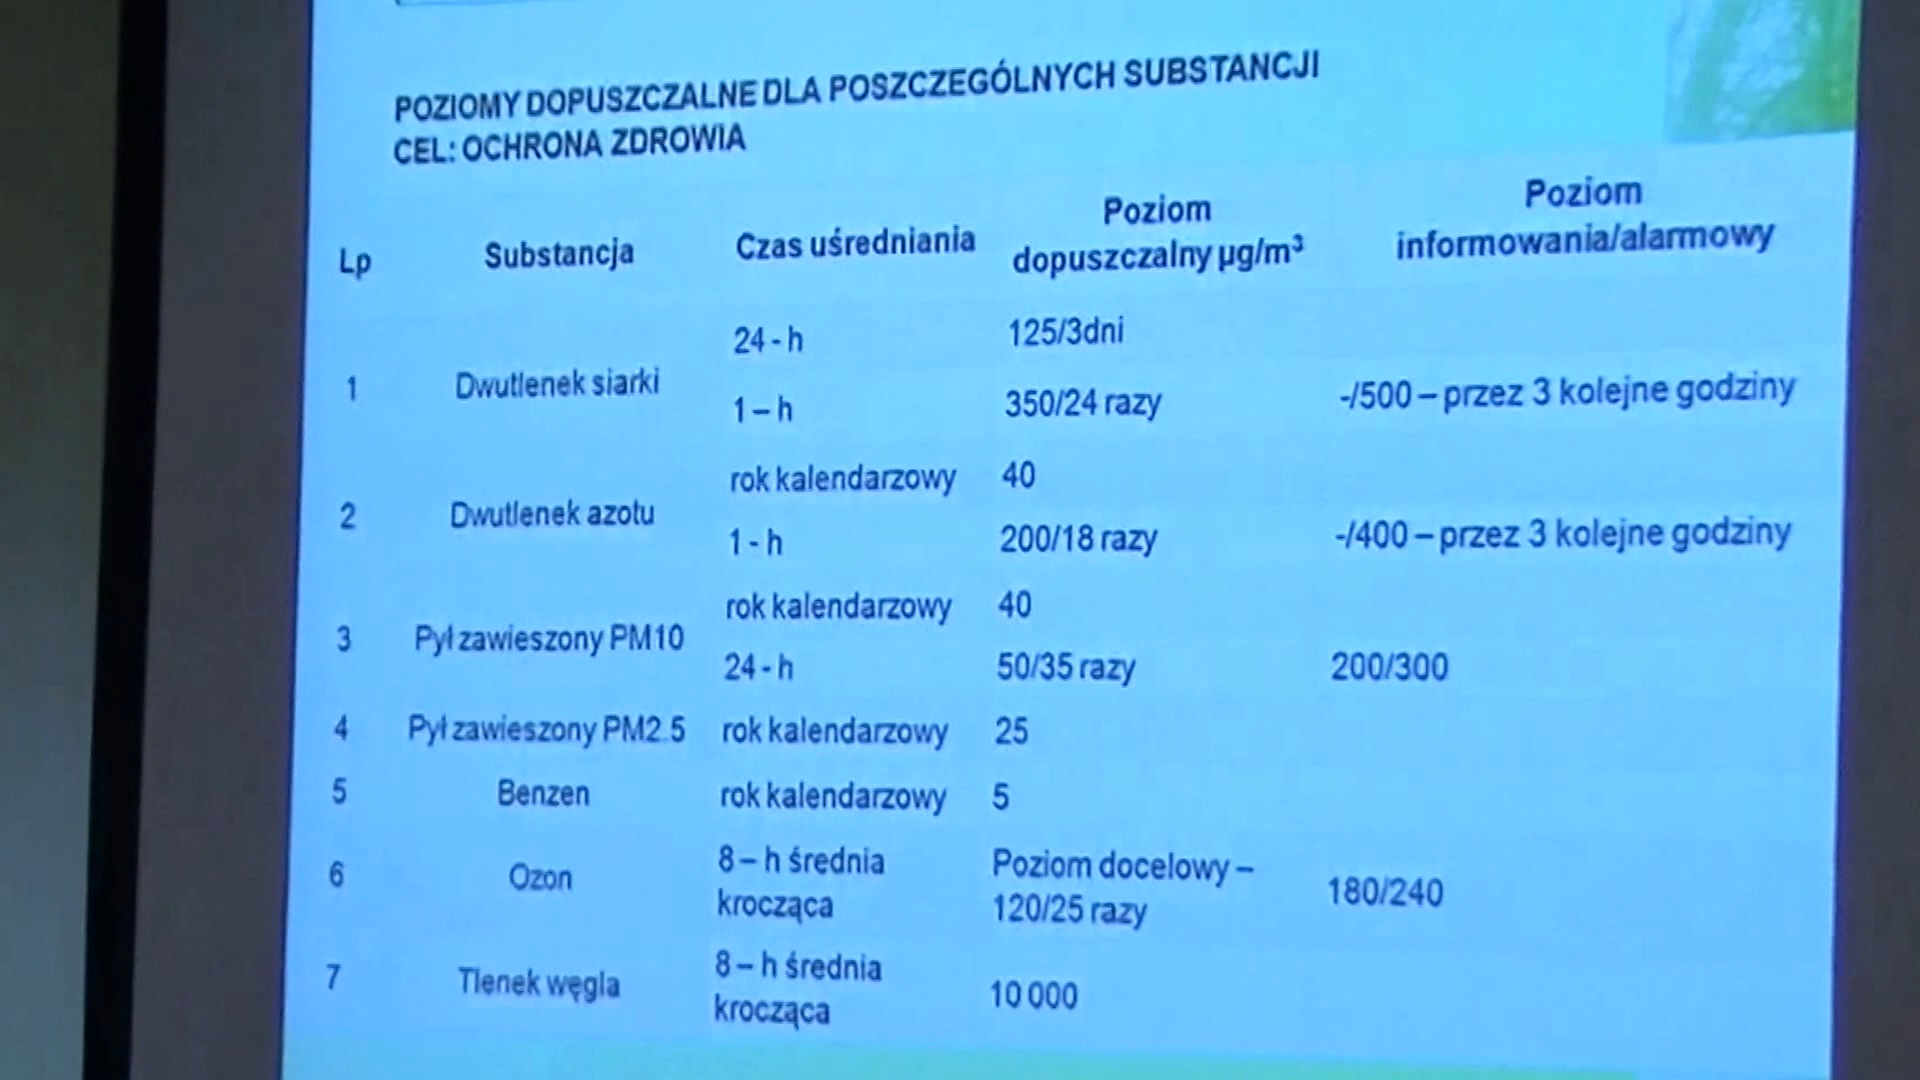 POZIOMY DOPUSZCZALNE DLA POSZCZEGÓLNYCH SUBSTANCJI
CEL: OCHRONA ZDROWIA
Lp Substancja Czas uśredniania Poziom dopuszczalny µg/m³ Poziom informowania/alarmowy
1 Dwutlenek siarki 24 - h 125/3dni
1 – h 350/24 razy -/500 – przez 3 kolejne godziny
2 Dwutlenek azotu rok kalendarzowy 40
1 - h 200/18 razy -/400 – przez 3 kolejne godziny
3 Pył zawieszony PM10 rok kalendarzowy 40
24 - h 50/35 razy 200/300
4 Pył zawieszony PM2.5 rok kalendarzowy 25
5 Benzen rok kalendarzowy 5
6 Ozon 8 – h średnia krocząca Poziom docelowy – 120/25 razy 180/240
7 Tlenek węgla 8 – h średnia krocząca 10 000